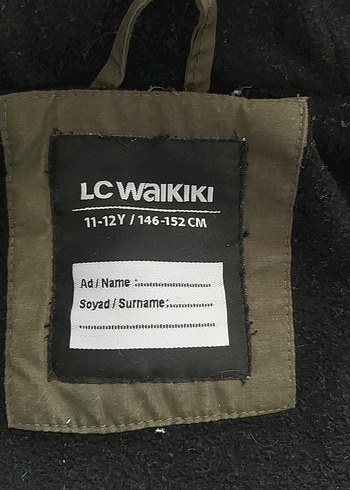 LC WAIKIKI
11-12Y / 146-152 CM
Ad / Name :
Soyad / Surname: